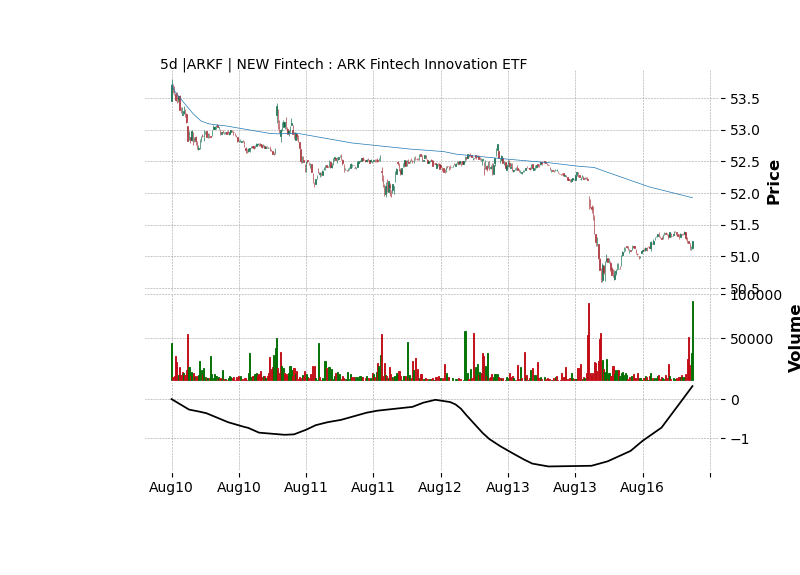 5d |ARKF | NEW Fintech : ARK Fintech Innovation ETF
53.5
53.0
52.5
52.0
51.5
51.0
50.5
Price
100000
50000
Volume
0
−1
Aug10 Aug10 Aug11 Aug11 Aug12 Aug13 Aug13 Aug16